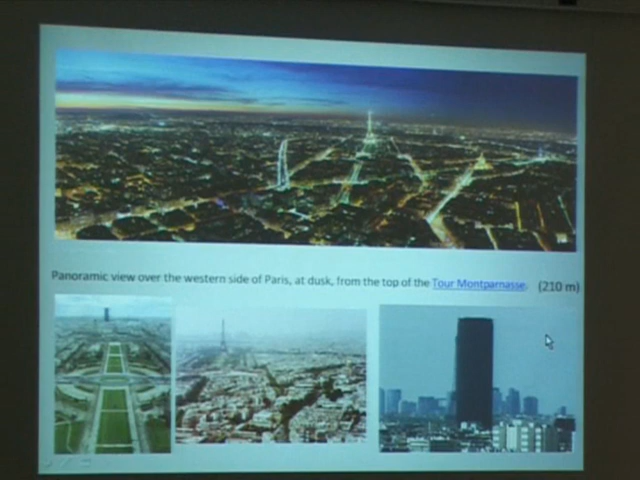 Panoramic view over the western side of Paris, at dusk, from the top of the Tour Montparnasse. (210 m)